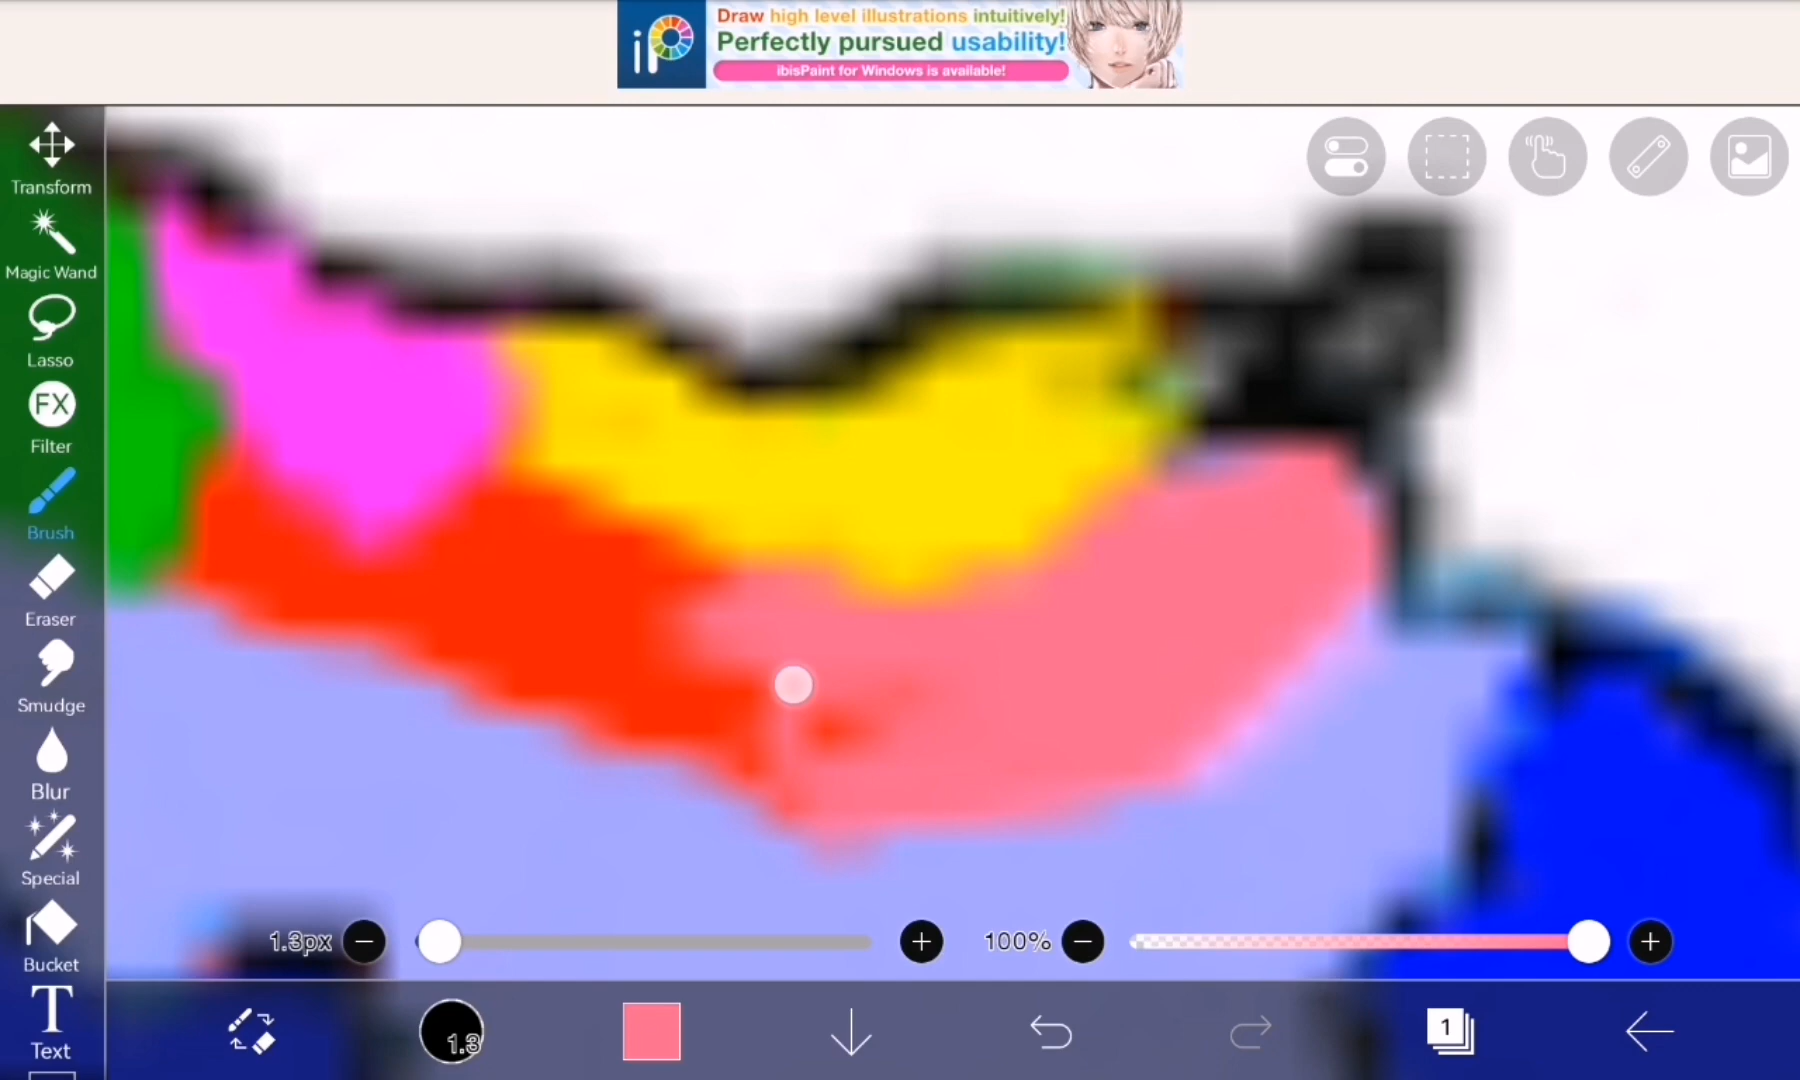 iP
Draw high level illustrations intuitively!
Perfectly pursued usability!
ibisPaint for Windows is available!
Transform
Magic Wand
Lasso
FX
Filter
Brush
Eraser
Smudge
Blur
Special
Bucket
T
Text
1.3px
100%
1.3
1